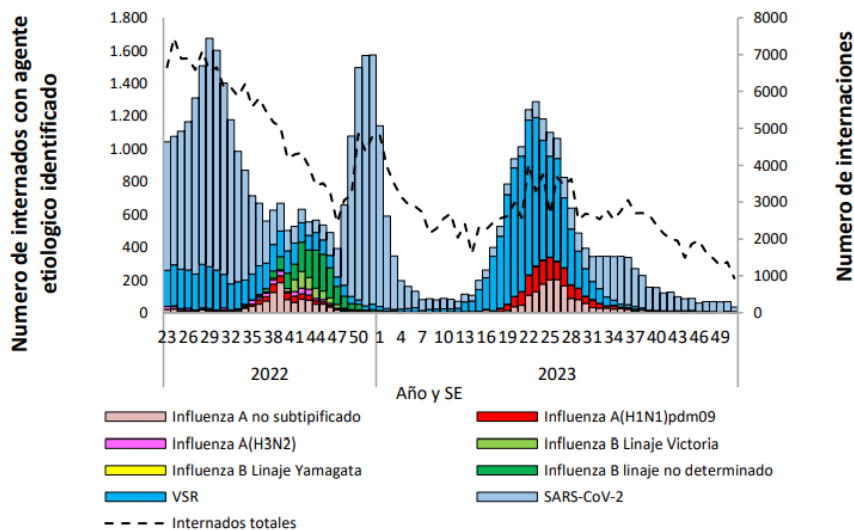 Numero de internados con agente
etiologico identificado
1.800
1.600
1.400
1.200
1.000
800
600
400
200
0
8000
7000
6000
5000
4000
3000
2000
1000
0
Numero de internaciones
23 26 29 32 35 38 41 44 47 50 1 4 7 10 13 16 19 22 25 28 31 34 37 40 43 46 49
2022 2023
Año y SE
Influenza A no subtipificado Influenza A(H1N1)pdm09
Influenza A(H3N2) Influenza B Linaje Victoria
Influenza B Linaje Yamagata Influenza B linaje no determinado
VSR SARS-CoV-2
Internados totales